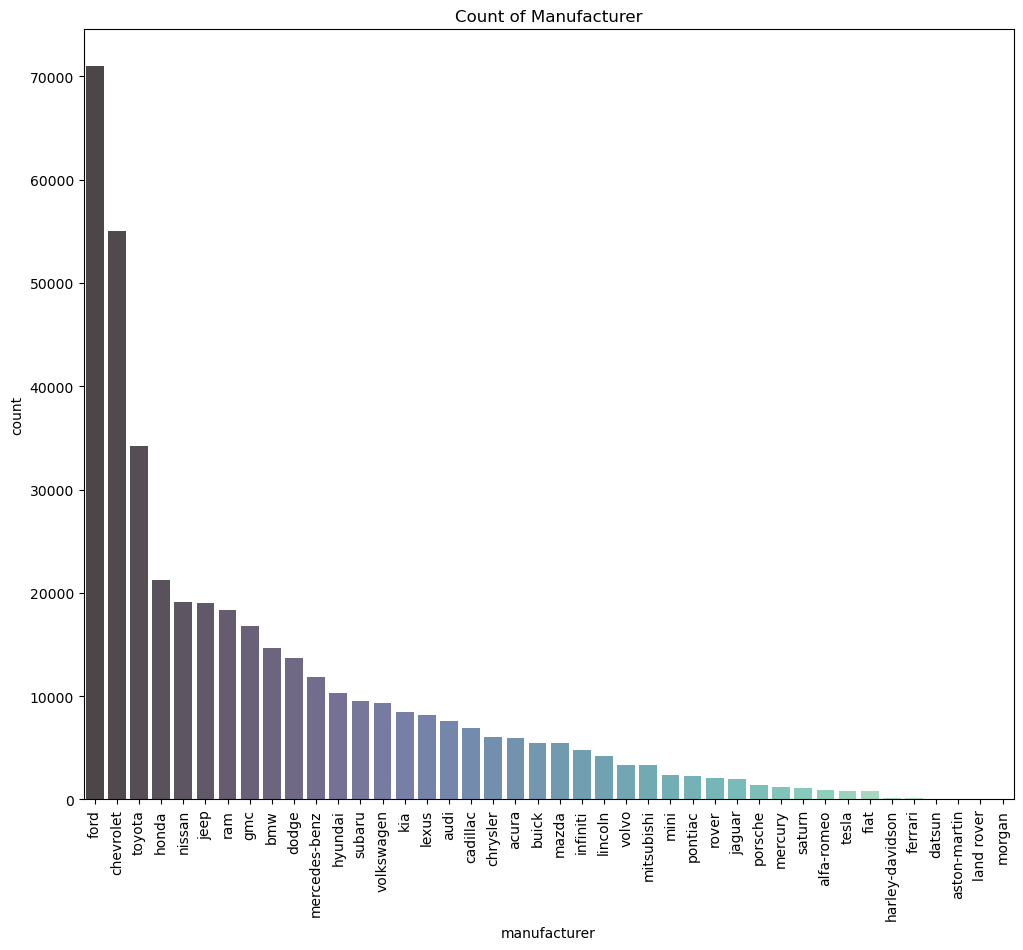 Count of Manufacturer
70000
60000
50000
40000
30000
20000
10000
0
count
ford
chevrolet
toyota
honda
nissan
jeep
ram
gmc
bmw
dodge
mercedes-benz
hyundai
subaru
volkswagen
kia
lexus
audi
cadillac
chrysler
acura
buick
mazda
infiniti
lincoln
volvo
mitsubishi
mini
pontiac
rover
jaguar
porsche
mercury
saturn
alfa-romeo
tesla
fiat
harley-davidson
ferrari
datsun
aston-martin
land rover
morgan
manufacturer